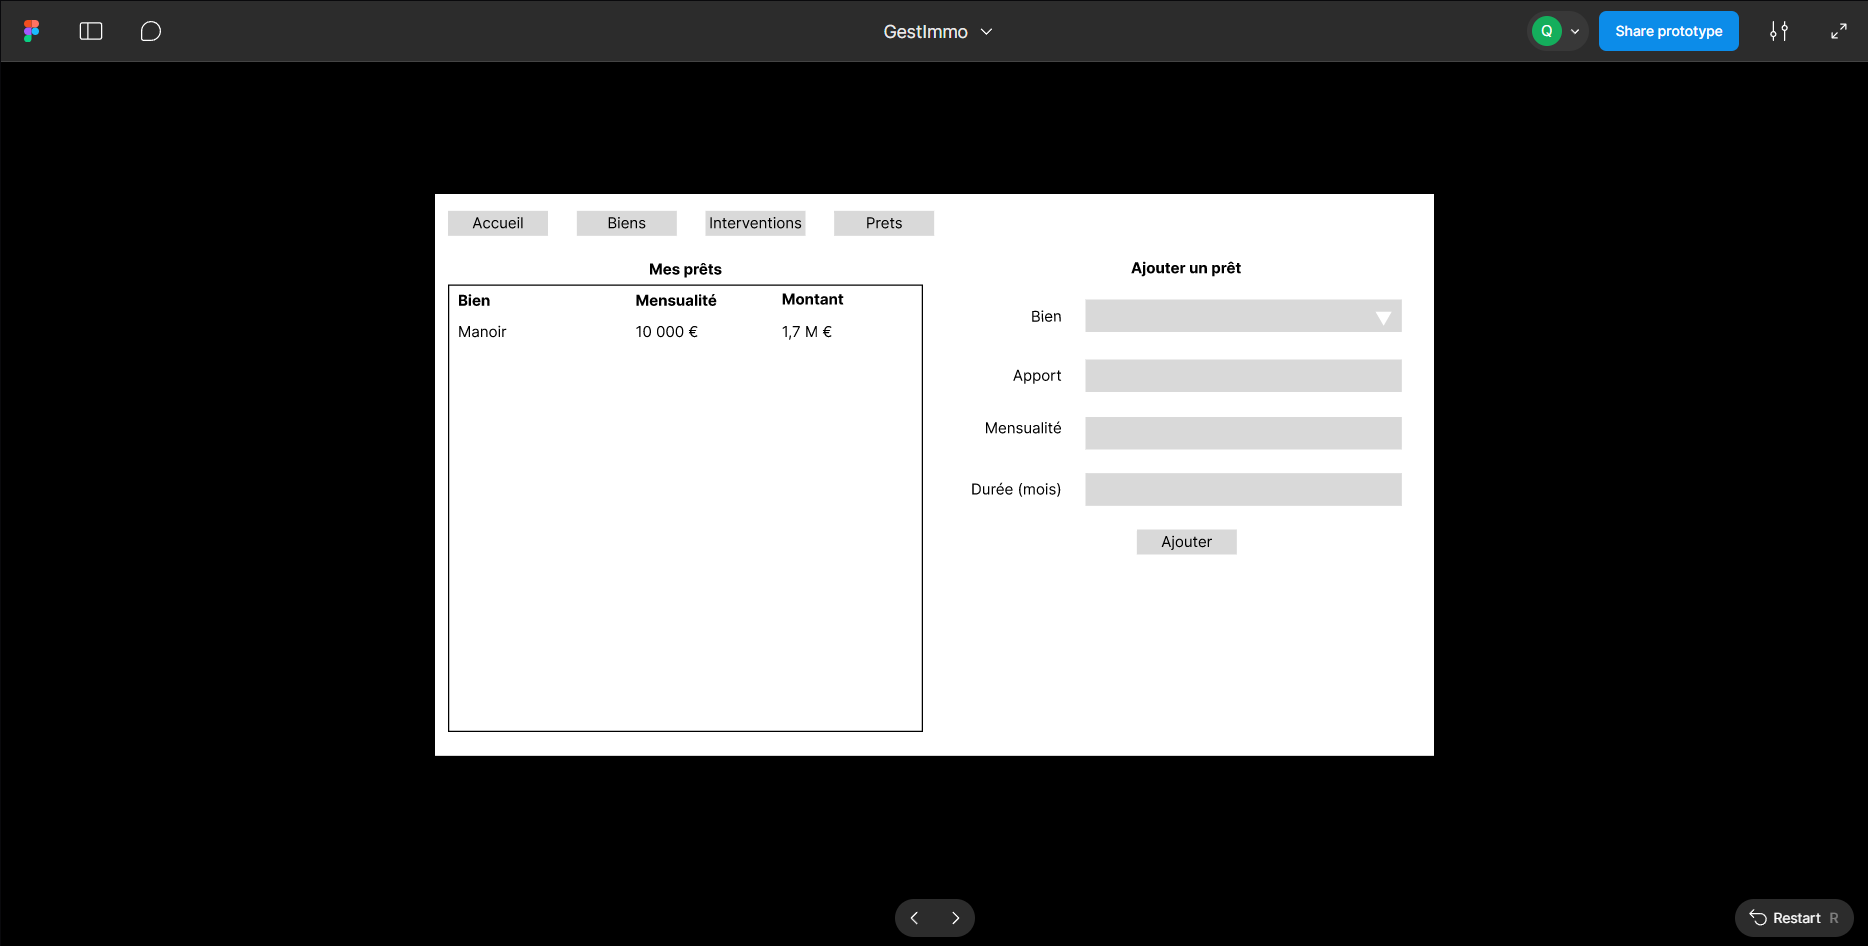 GestImmo
Q
Share prototype
Accueil Biens Interventions Prets
Mes prêts
Bien Mensualité Montant
Manoir 10 000 € 1,7 M €
Ajouter un prêt
Bien
Apport
Mensualité
Durée (mois)
Ajouter
Restart R